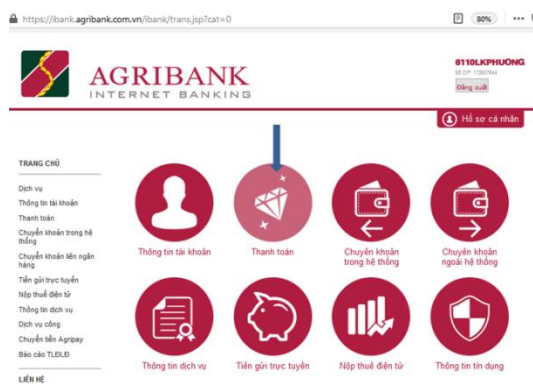 https://ibank.agribank.com.vn/ibank/trans.jsp?cat=0
80%
AGRIBANK
INTERNET BANKING
6110LKPHUONG
Đăng xuất
Hồ sơ cá nhân
TRANG CHỦ
Dịch vụ
Thông tin tài khoản
Thanh toán
Chuyển khoản trong hệ
thống
Chuyển khoản liên ngân
hàng
Tiền gửi trực tuyến
Nộp thuế điện tử
Thông tin dịch vụ
Dịch vụ công
Chuyển tiền Agripay
Báo cáo TLĐLĐ
LIÊN HỆ
Thông tin tài khoản
Thanh toán
Chuyển khoản
trong hệ thống
Chuyển khoản
ngoài hệ thống
Thông tin dịch vụ
Tiền gửi trực tuyến
Nộp thuế điện tử
Thông tin tín dụng